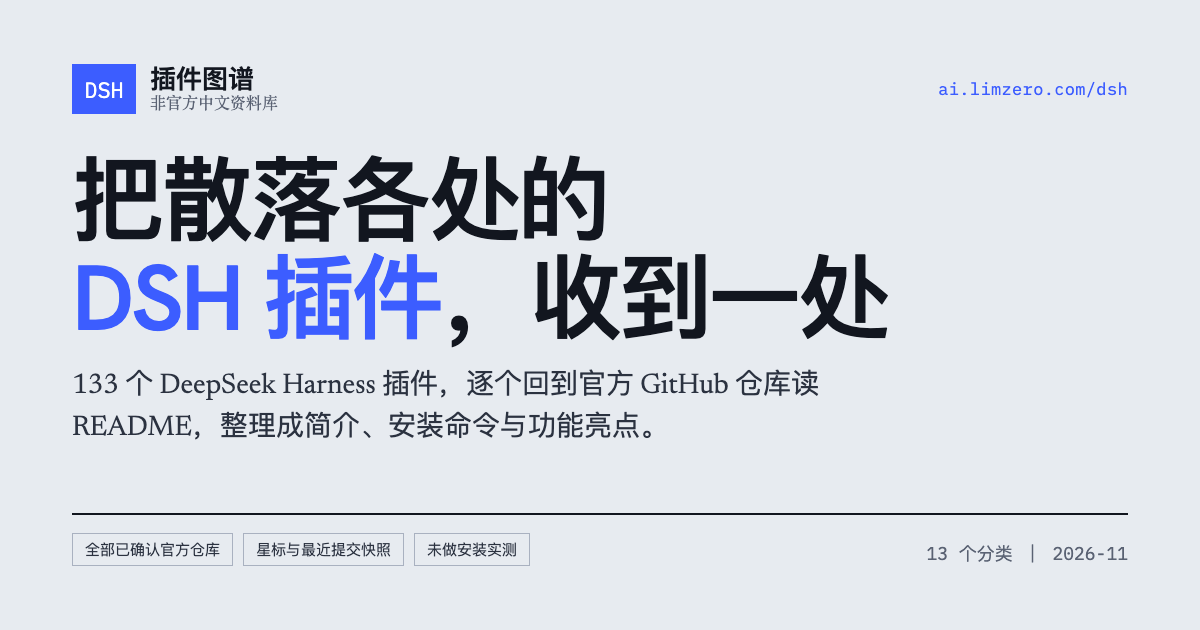 DSH
插件图谱
非官方中文资料库
ai.limzero.com/dsh
把散落各处的
DSH 插件，收到一处
133 个 DeepSeek Harness 插件，逐个回到官方 GitHub 仓库读
README，整理成简介、安装命令与功能亮点。
全部已确认官方仓库
星标与最近提交快照
未做安装实测
13 个分类 ｜ 2026-11